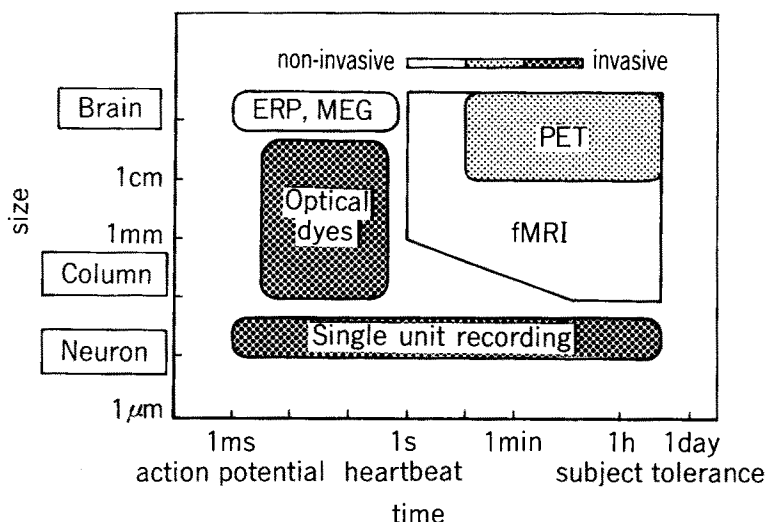 non-invasive invasive
Brain
ERP, MEG
PET
1cm
Optical
dyes
size
1mm
fMRI
Column
Single unit recording
Neuron
1μm
1ms 1s 1min 1h 1day
action potential heartbeat subject tolerance
time